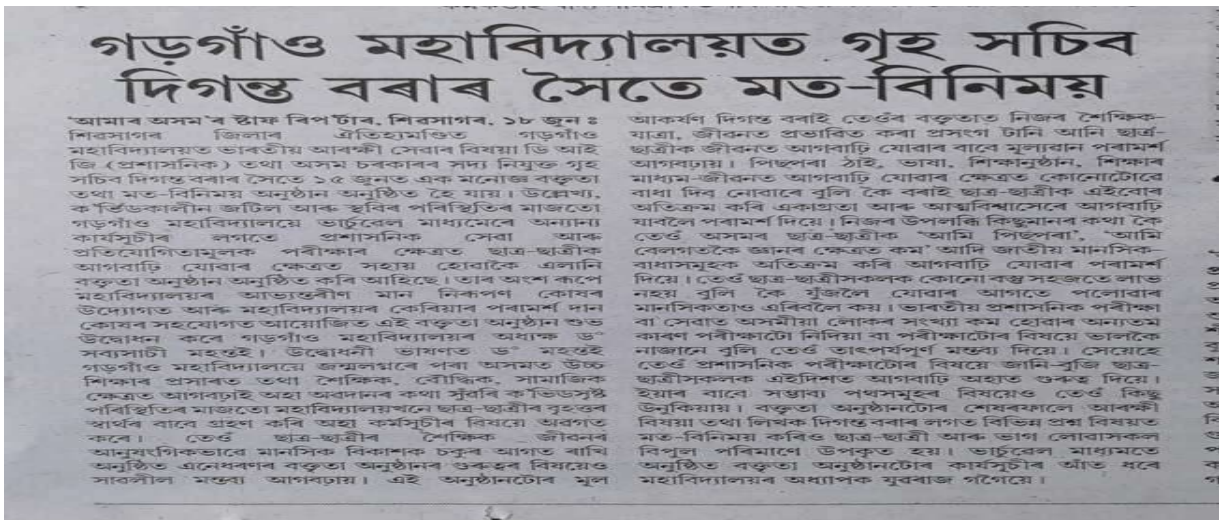 গড়গাঁও মহাবিদ্যালয়ত গৃহ সচিব
দিগন্ত বৰাৰ সৈতে মত-বিনিময়
'আমাৰ অসম'ৰ ষ্টাফ ৰিপ'ৰ্টাৰ, শিৱসাগৰ, ১৮ জুন ঃ
শিৱসাগৰ জিলাৰ ঐতিহ্যমণ্ডিত গড়গাঁও
মহাবিদ্যালয়ত ভাৰতীয় আৰক্ষী সেৱাৰ বিষয়া ডি আই
জি (প্ৰশাসনিক) তথা অসম চৰকাৰৰ সদ্য নিযুক্ত গৃহ
সচিব দিগন্ত বৰাৰ সৈতে ১৫ জুনত এক মনোজ্ঞ বক্তৃতা
তথা মত-বিনিময় অনুষ্ঠান অনুষ্ঠিত হৈ যায়। উল্লেখ্য,
ক'ভিডকালীন জটিল আৰু স্থবিৰ পৰিস্থিতিৰ মাজতো
গড়গাঁও মহাবিদ্যালয়ে ভাৰ্চুৱেল মাধ্যমেৰে অন্যান্য
কাৰ্যসূচীৰ লগতে প্ৰশাসনিক সেৱা আৰু
প্ৰতিযোগিতামূলক পৰীক্ষাৰ ক্ষেত্ৰত ছাত্ৰ-ছাত্ৰীক
আগবাঢ়ি যোৱাৰ ক্ষেত্ৰত সহায় হোৱাকৈ এলানি
বক্তৃতা অনুষ্ঠান অনুষ্ঠিত কৰি আহিছে। তাৰ অংশ ৰূপে
মহাবিদ্যালয়ৰ আভ্যন্তৰীণ মান নিৰূপণ কোষৰ
উদ্যোগত আৰু মহাবিদ্যালয়ৰ কেৰিয়াৰ পৰামৰ্শ দান
কোষৰ সহযোগত আয়োজিত এই বক্তৃতা অনুষ্ঠান শুভ
উদ্বোধন কৰে গড়গাঁও মহাবিদ্যালয়ৰ অধ্যক্ষ ড°
সব্যসাচী মহন্তই। উদ্বোধনী ভাষণত ড° মহন্তই
গড়গাঁও মহাবিদ্যালয়ে জন্মলগ্নৰে পৰা অসমত উচ্চ
শিক্ষাৰ প্ৰসাৰত তথা শৈক্ষিক, বৌদ্ধিক, সামাজিক
ক্ষেত্ৰত আগবঢ়াই অহা অৱদানৰ কথা সুঁৱৰি ক'ভিডসৃষ্ট
পৰিস্থিতিৰ মাজতো মহাবিদ্যালয়খনে ছাত্ৰ-ছাত্ৰীৰ বৃহত্তৰ
স্বাৰ্থৰ বাবে গ্ৰহণ কৰি অহা কৰ্মসূচীৰ বিষয়ে অৱগত
কৰে। তেওঁ ছাত্ৰ-ছাত্ৰীৰ শৈক্ষিক জীৱনৰ
আনুষংগিকভাৱে মানসিক বিকাশক চকুৰ আগত ৰাখি
অনুষ্ঠিত এনেধৰণৰ বক্তৃতা অনুষ্ঠানৰ গুৰুত্বৰ বিষয়েও
সাৱলীল মন্তব্য আগবঢ়ায়। এই অনুষ্ঠানটোৰ মূল
আকৰ্ষণ দিগন্ত বৰাই তেওঁৰ বক্তৃতাত নিজৰ শৈক্ষিক-
যাত্ৰা, জীৱনত প্ৰভাৱিত কৰা প্ৰসংগ টানি আনি ছাত্ৰ-
ছাত্ৰীক জীৱনত আগবাঢ়ি যোৱাৰ বাবে মূল্যৱান পৰামৰ্শ
আগবঢ়ায়। পিছপৰা ঠাই, ভাষা, শিক্ষানুষ্ঠান, শিক্ষাৰ
মাধ্যম-জীৱনত আগবাঢ়ি যোৱাৰ ক্ষেত্ৰত কোনোটোৱে
বাধা দিব নোৱাৰে বুলি কৈ বৰাই ছাত্ৰ-ছাত্ৰীক এইবোৰ
অতিক্ৰম কৰি একাগ্ৰতা আৰু আত্মবিশ্বাসেৰে আগবাঢ়ি
যাবলৈ পৰামৰ্শ দিয়ে। নিজৰ উপলব্ধি কিছুমানৰ কথা কৈ
তেওঁ অসমৰ ছাত্ৰ-ছাত্ৰীক 'আমি পিছপৰা', 'আমি
বেলগতকৈ জ্ঞানৰ ক্ষেত্ৰত কম' আদি জাতীয় মানসিক-
বাধাসমূহক অতিক্ৰম কৰি আগবাঢ়ি যোৱাৰ পৰামৰ্শ
দিয়ে। তেওঁ ছাত্ৰ ছাত্ৰীসকলক কোনো বস্তু সহজতে লাভ
নহয় বুলি কৈ যুঁজলৈ যোৱাৰ আগতে পলোৱাৰ
মানসিকতাও এৰিবলৈ কয়। ভাৰতীয় প্ৰশাসনিক পৰীক্ষা
বা সেৱাত অসমীয়া লোকৰ সংখ্যা কম হোৱাৰ অন্যতম
কাৰণ পৰীক্ষাটো নিদিয়া বা পৰীক্ষাটোৰ বিষয়ে ভালকৈ
নাজানে বুলি তেওঁ তাৎপৰ্যপূৰ্ণ মন্তব্য দিয়ে। সেয়েহে
তেওঁ প্ৰশাসনিক পৰীক্ষাটোৰ বিষয়ে জানি-বুজি ছাত্ৰ-
ছাত্ৰীসকলক এইদিশত আগবাঢ়ি অহাত গুৰুত্ব দিয়ে।
ইয়াৰ বাবে সম্ভাব্য পথসমূহৰ বিষয়েও তেওঁ কিছু
উনুকিয়ায়। বক্তৃতা অনুষ্ঠানটোৰ শেষৰফালে আৰক্ষী
বিষয়া তথা লিখক দিগন্ত বৰাৰ লগত বিভিন্ন প্ৰশ্ন বিষয়ত
মত-বিনিময় কৰিও ছাত্ৰ-ছাত্ৰী আৰু ভাগ লোৱাসকল
বিপুল পৰিমাণে উপকৃত হয়। ভাৰ্চুৱেল মাধ্যমতে
অনুষ্ঠিত বক্তৃতা অনুষ্ঠানটোৰ কাৰ্যসূচীৰ আঁত ধৰে
মহাবিদ্যালয়ৰ অধ্যাপক যুৱৰাজ গগৈয়ে।